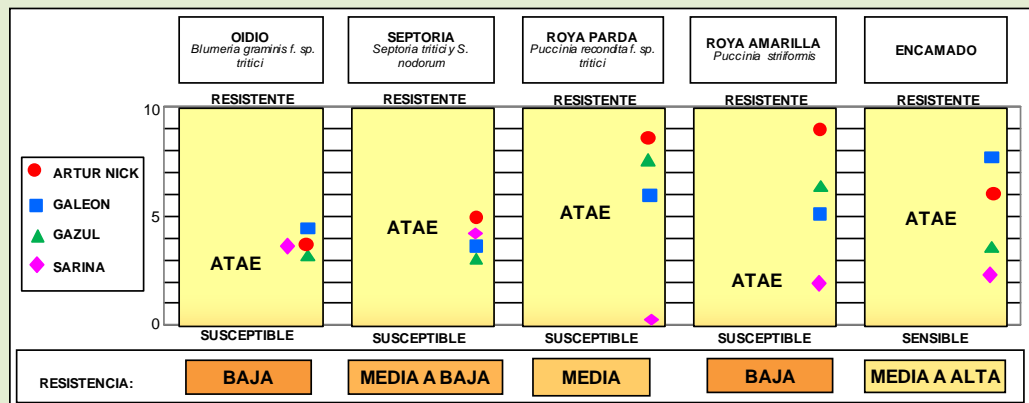 OIDIO
Blumeria graminis f. sp.
tritici
SEPTORIA
Septoria tritici y S.
nodorum
ROYA PARDA
Puccinia recondita f. sp.
tritici
ROYA AMARILLA
Puccinia striiformis
ENCAMADO
RESISTENTE
RESISTENTE
RESISTENTE
RESISTENTE
RESISTENTE
10
5
0
ARTUR NICK
GALEON
GAZUL
SARINA
ATAE
ATAE
ATAE
ATAE
ATAE
SUSCEPTIBLE
SUSCEPTIBLE
SUSCEPTIBLE
SUSCEPTIBLE
SENSIBLE
RESISTENCIA:
BAJA
MEDIA A BAJA
MEDIA
BAJA
MEDIA A ALTA